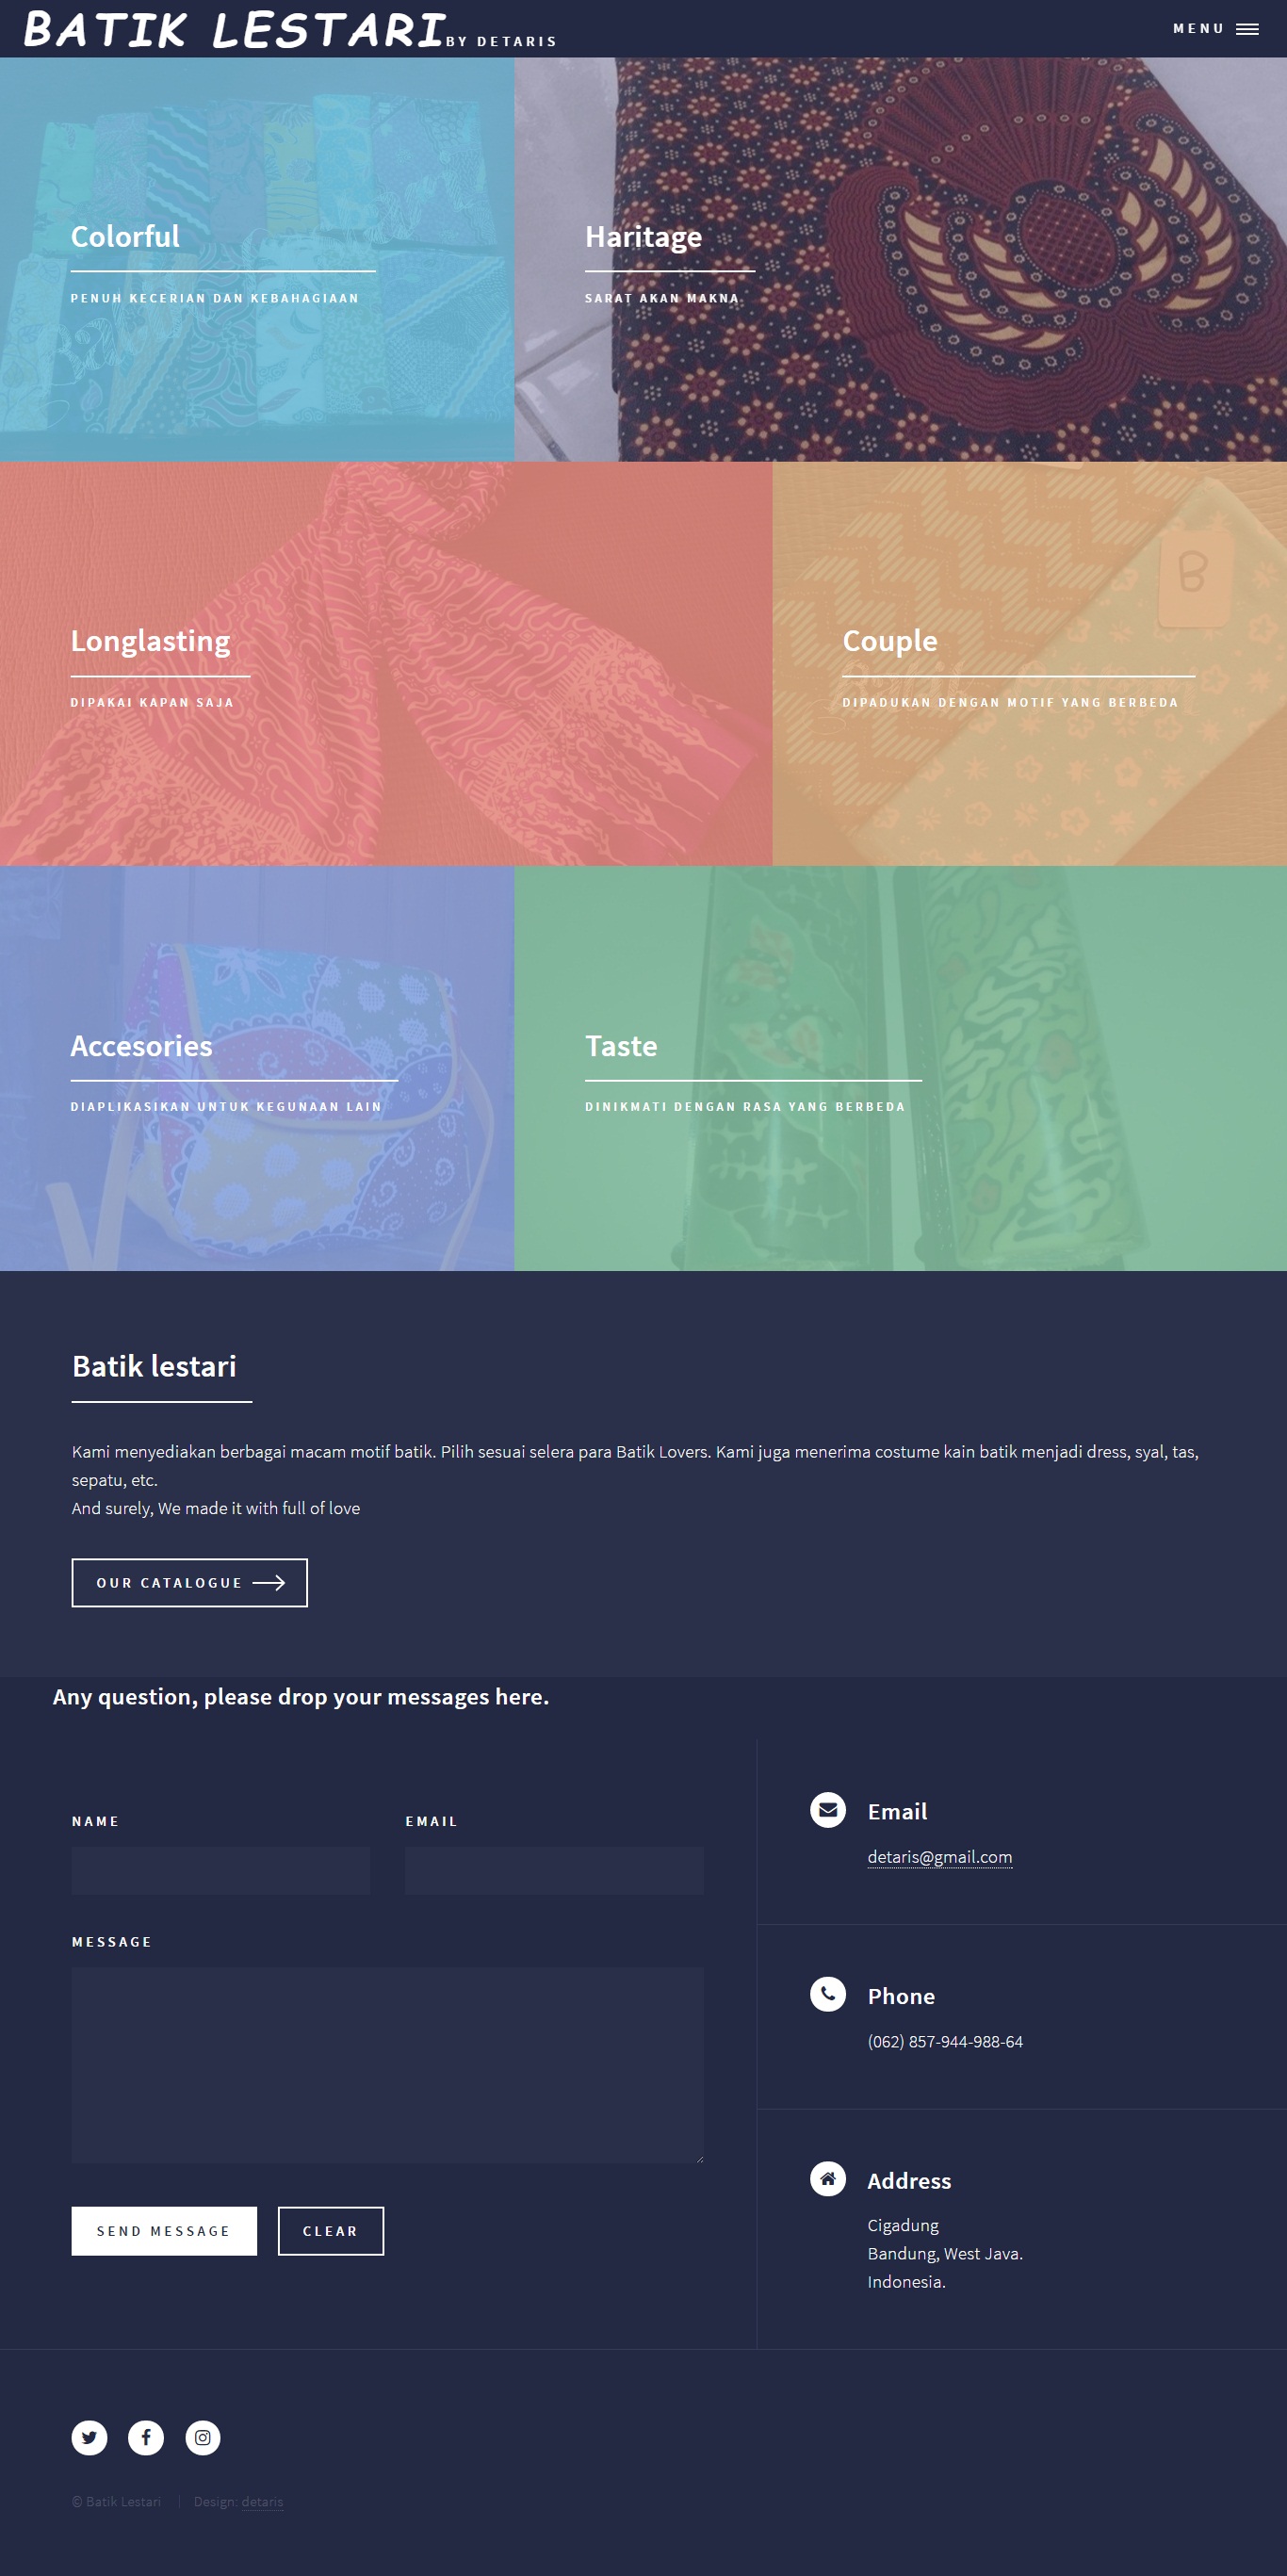 BATIK LESTARI BY DETARIS
MENU
Colorful
PENUH KECERIAN DAN KEBAHAGIAAN
Haritage
SARAT AKAN MAKNA
Longlasting
DIPAKAI KAPAN SAJA
Couple
DIPADUKAN DENGAN MOTIF YANG BERBEDA
B
Accesories
DIAPLIKASIKAN UNTUK KEGUNAAN LAIN
Taste
DINIKMATI DENGAN RASA YANG BERBEDA
Batik lestari
Kami menyediakan berbagai macam motif batik. Pilih sesuai selera para Batik Lovers. Kami juga menerima costume kain batik menjadi dress, syal, tas,
sepatu, etc.
And surely, We made it with full of love
OUR CATALOGUE
Any question, please drop your messages here.
NAME
EMAIL
MESSAGE
SEND MESSAGE
CLEAR
Email
detaris@gmail.com
Phone
(062) 857-944-988-64
Address
Cigadung
Bandung, West Java.
Indonesia.
© Batik Lestari
Design: detaris